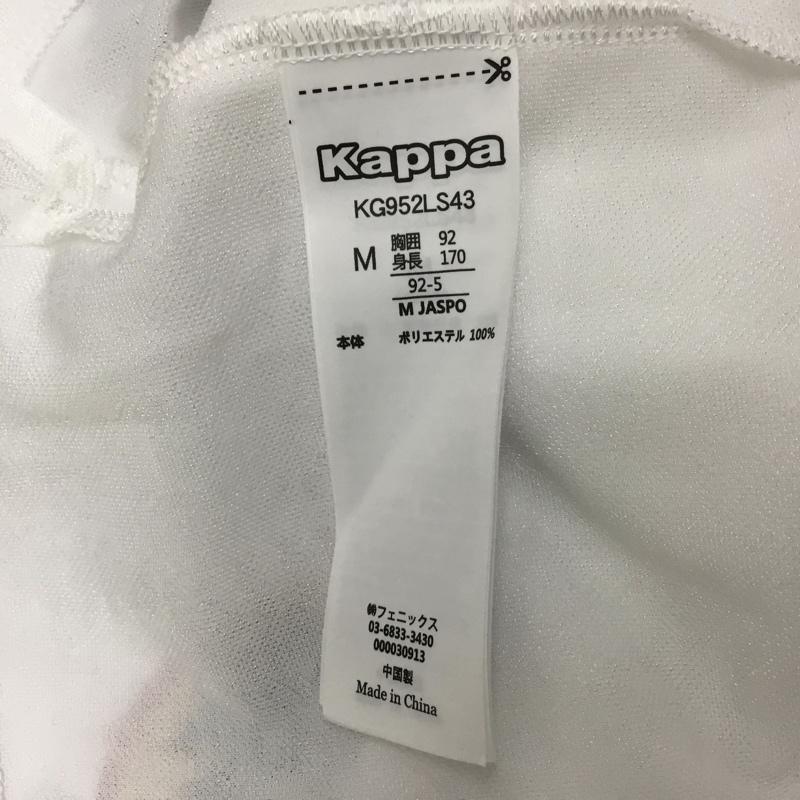 Kappa
KG952LS43
M
胸囲 92
身長 170
92-5
M JASPO
本体 ポリエステル 100%
㈱フェニックス
03-6833-3430
000030913
中国製
Made in China